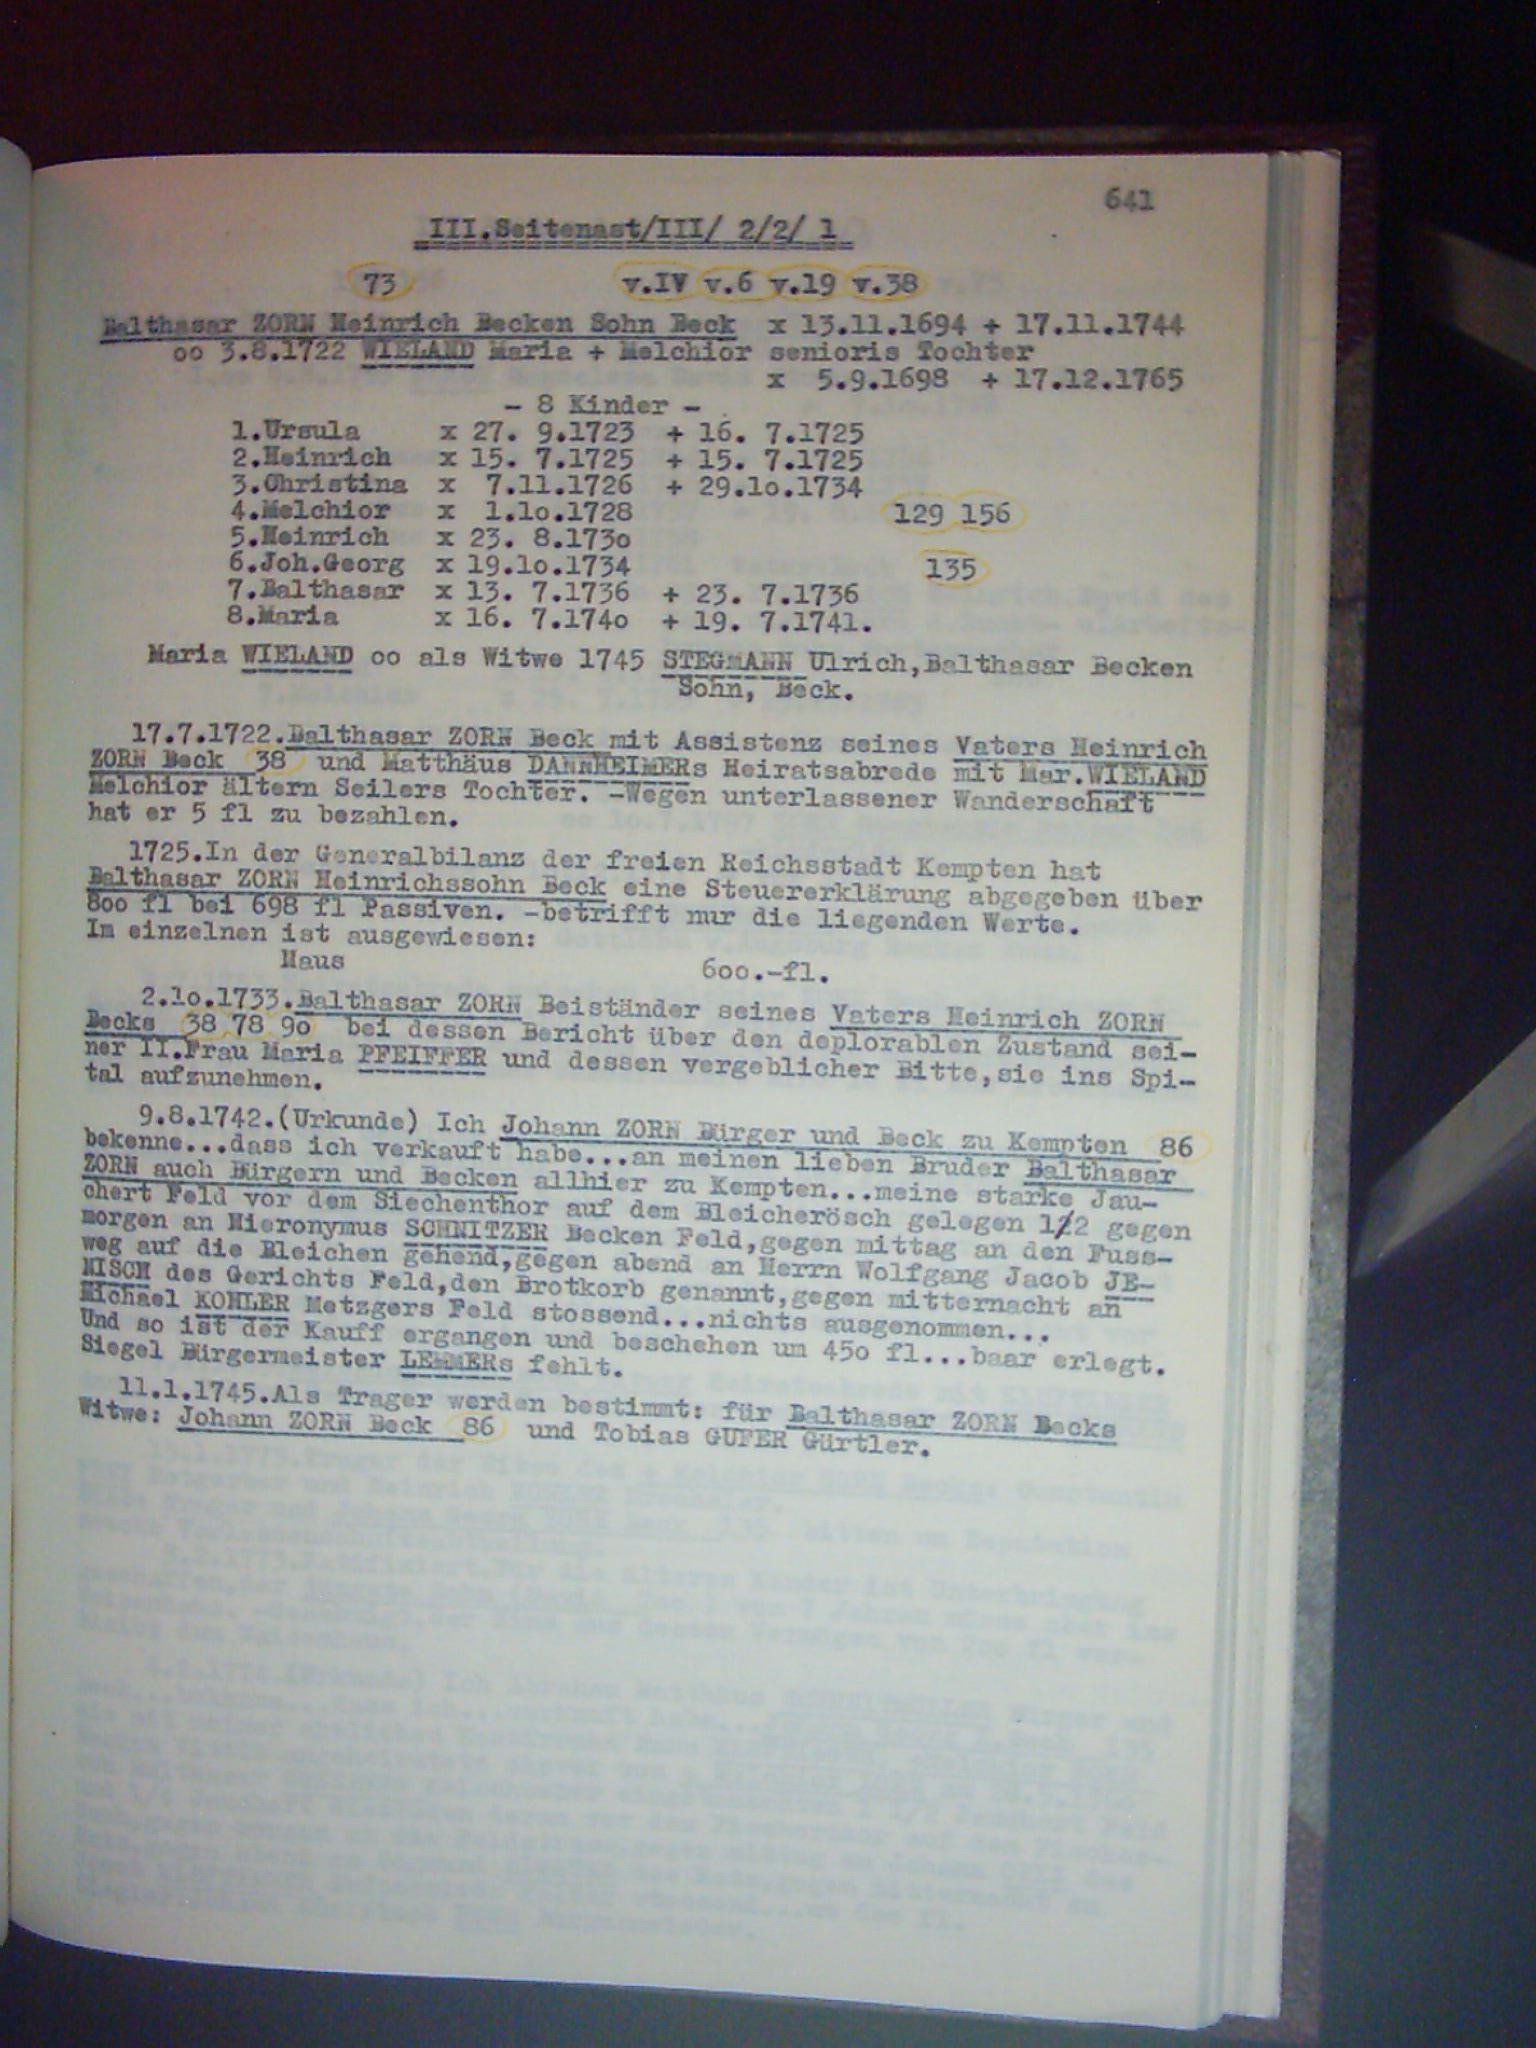 641
III.Seitenast/III/ 2/2/ 1
73 v.IV v.6 v.19 v.38
Balthasar ZORN Heinrich Becken Sohn Beck x 13.11.1694 + 17.11.1744
oo 3.8.1722 WIELAND Maria + Melchior senioris Tochter
x 5.9.1698 + 17.12.1765
- 8 Kinder -
1.Ursula x 27. 9.1723 + 16. 7.1725
2.Heinrich x 15. 7.1725 + 15. 7.1725
3.Christina x 7.11.1726 + 29.1o.1734
4.Melchior x 1.1o.1728 129 156
5.Heinrich x 23. 8.173o
6.Joh.Georg x 19.1o.1734 135
7.Balthasar x 13. 7.1736 + 23. 7.1736
8.Maria x 16. 7.174o + 19. 7.1741.
Maria WIELAND oo als Witwe 1745 STEGMANN Ulrich,Balthasar Becken
Sohn, Beck.
17.7.1722.Balthasar ZORN Beck mit Assistenz seines Vaters Heinrich
ZORN Beck 38 und Matthäus DANNHEIMERs Heiratsabrede mit Mar.WIELAND
Melchior ältern Seilers Tochter. -Wegen unterlassener Wanderschaft
hat er 5 fl zu bezahlen.
1725.In der Generalbilanz der freien Reichsstadt Kempten hat
Balthasar ZORN Heinrichssohn Beck eine Steuererklärung abgegeben über
8oo fl bei 698 fl Passiven. -betrifft nur die liegenden Werte.
Im einzelnen ist ausgewiesen:
Haus 6oo.-fl.
2.1o.1733.Balthasar ZORN Beiständer seines Vaters Heinrich ZORN
Becks 38 78 9o bei dessen Bericht über den deplorablen Zustand sei-
ner II.Frau Maria PFEIFFER und dessen vergeblicher Bitte,sie ins Spi-
tal aufzunehmen.
9.8.1742.(Urkunde) Ich Johann ZORN Bürger und Beck zu Kempten 86
bekenne...dass ich verkauft habe...an meinen lieben Bruder Balthasar
ZORN auch Bürgern und Becken allhier zu Kempten...meine starke Jau-
chert Feld vor dem Siechenthor auf dem Bleicherösch gelegen 1/2 gegen
morgen an Hieronymus SCHNITZER Becken Feld,gegen mittag an den Fuss-
weg auf die Bleichen gehend,gegen abend an Herrn Wolfgang Jacob JE-
NISCH des Gerichts Feld,den Brotkorb genannt,gegen mitternacht an
Michael KOHLER Metzgers Feld stossend...nichts ausgenommen...
Und so ist der Kauff ergangen und beschehen um 45o fl...baar erlegt.
Siegel Bürgermeister LEMMERs fehlt.
11.1.1745.Als Trager werden bestimmt: für Balthasar ZORN Becks
Witwe: Johann ZORN Beck 86 und Tobias GUFER Gürtler.